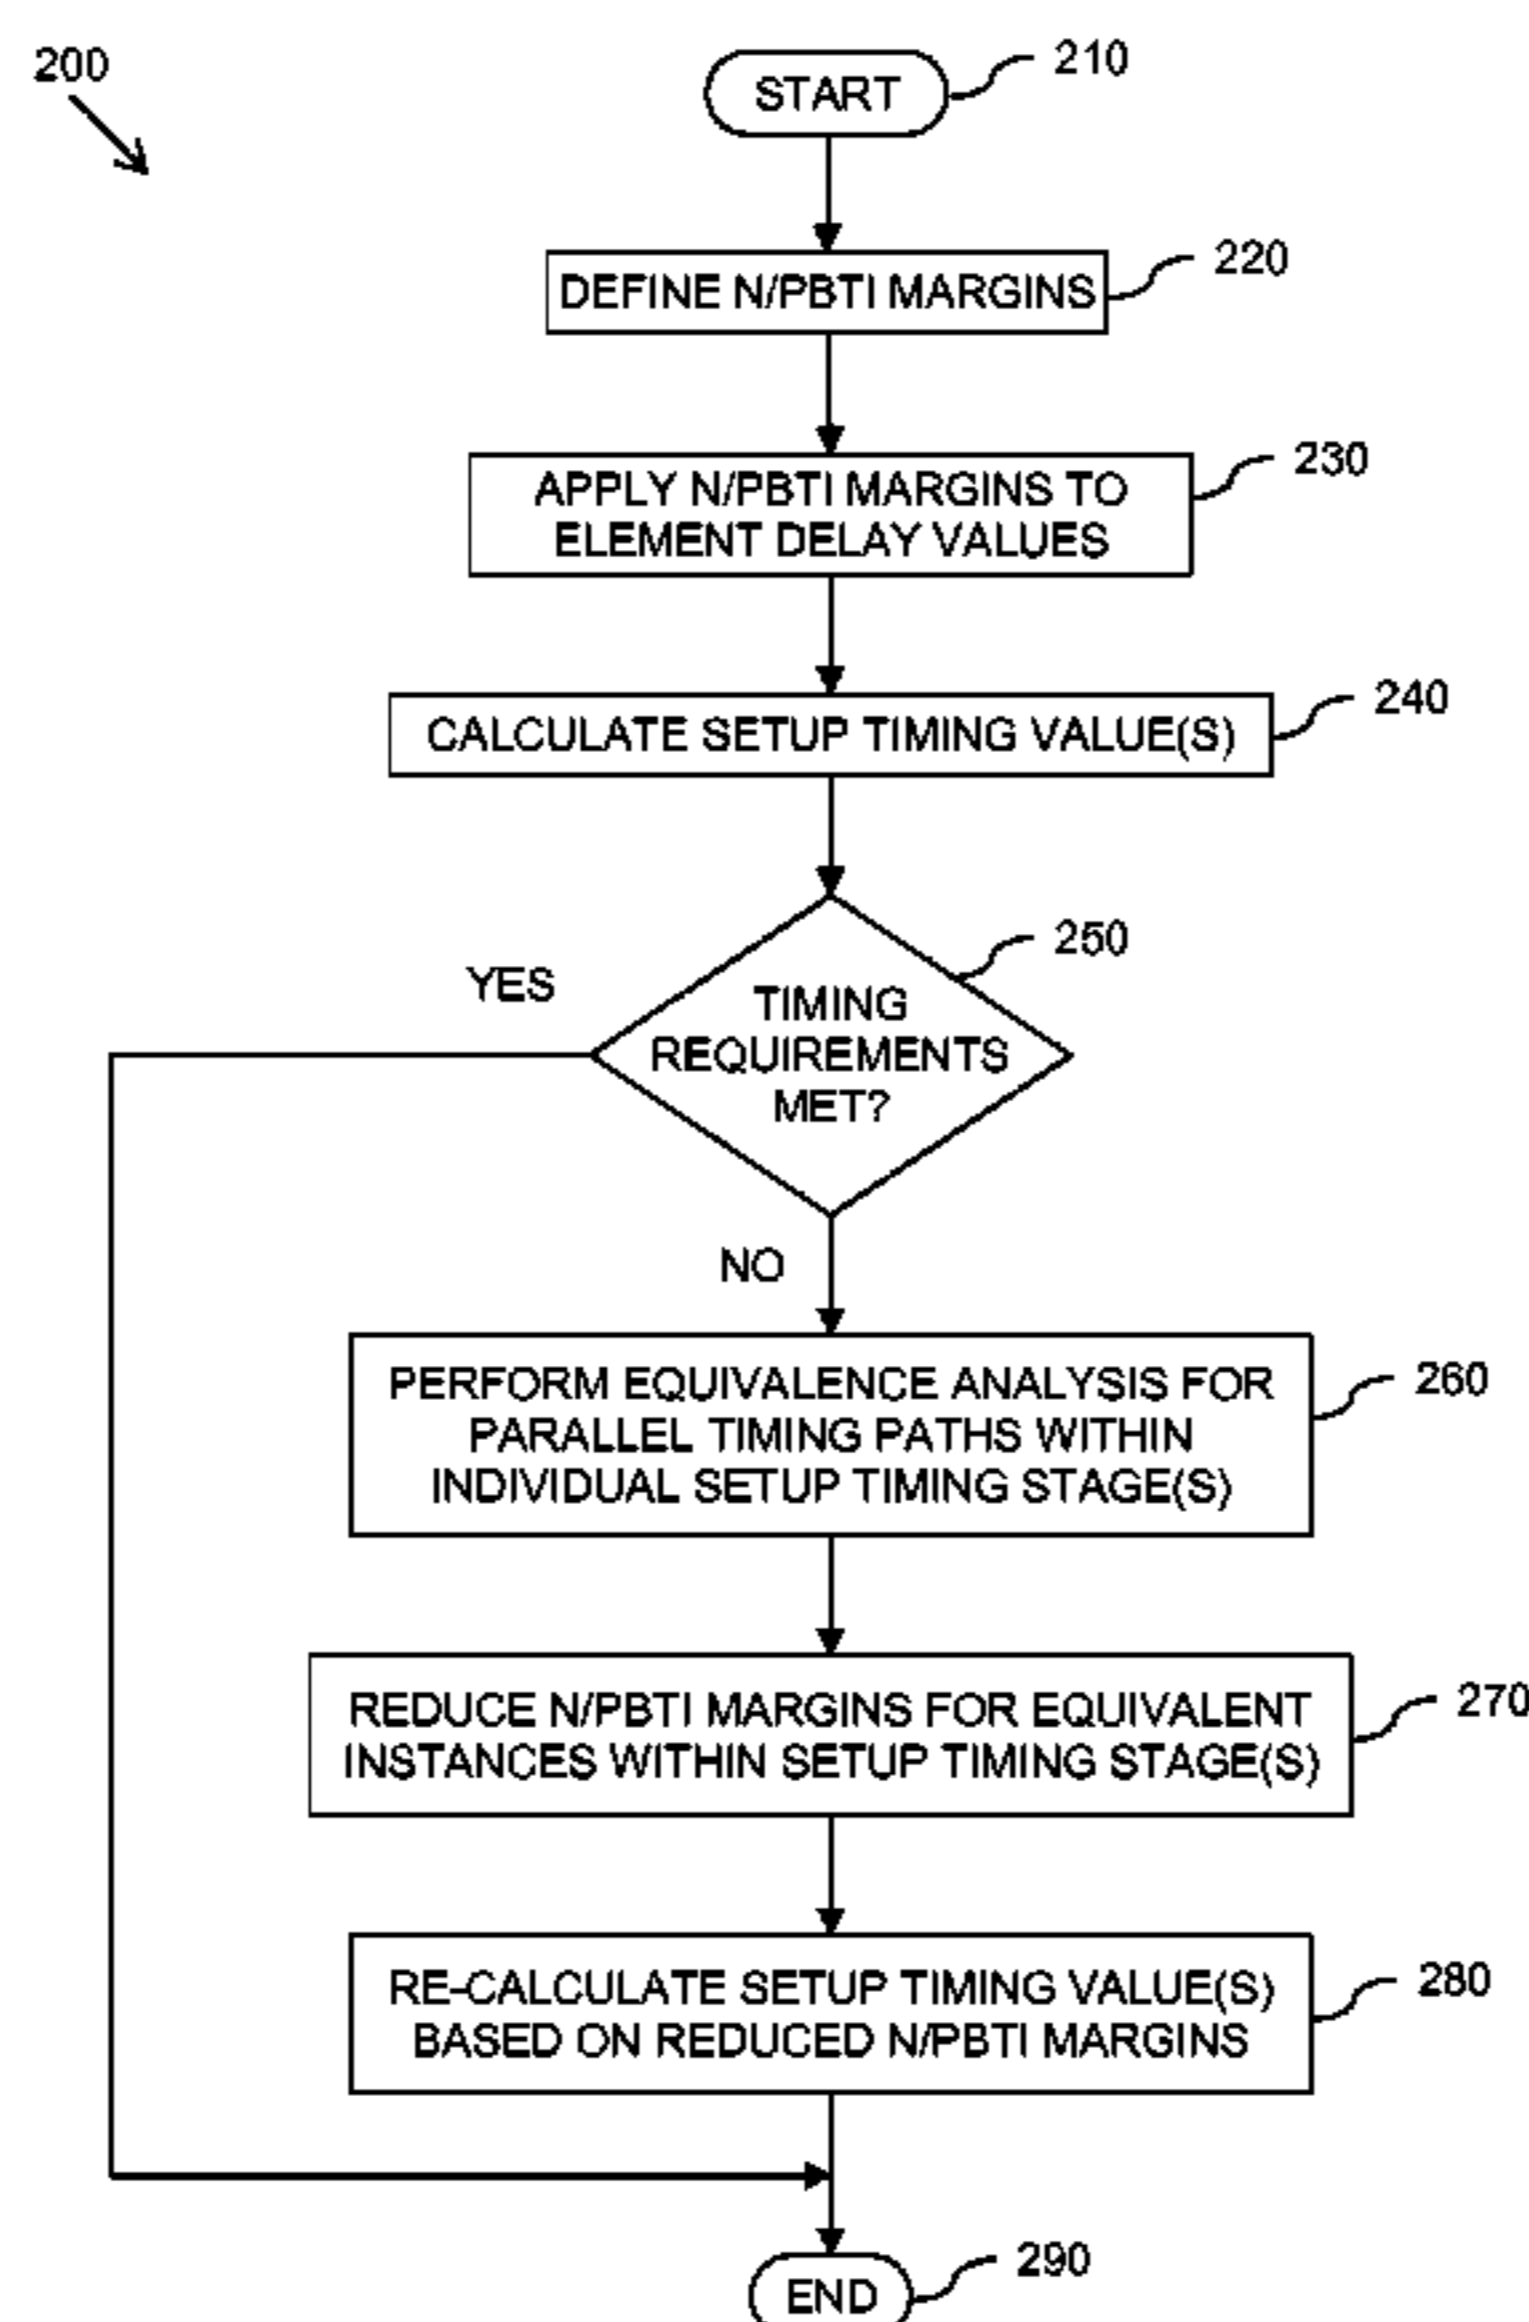 200
START
210
DEFINE N/PBTI MARGINS
220
APPLY N/PBTI MARGINS TO
ELEMENT DELAY VALUES
230
CALCULATE SETUP TIMING VALUE(S)
240
TIMING
REQUIREMENTS
MET?
250
YES
NO
PERFORM EQUIVALENCE ANALYSIS FOR
PARALLEL TIMING PATHS WITHIN
INDIVIDUAL SETUP TIMING STAGE(S)
260
REDUCE N/PBTI MARGINS FOR EQUIVALENT
INSTANCES WITHIN SETUP TIMING STAGE(S)
270
RE-CALCULATE SETUP TIMING VALUE(S)
BASED ON REDUCED N/PBTI MARGINS
280
END
290